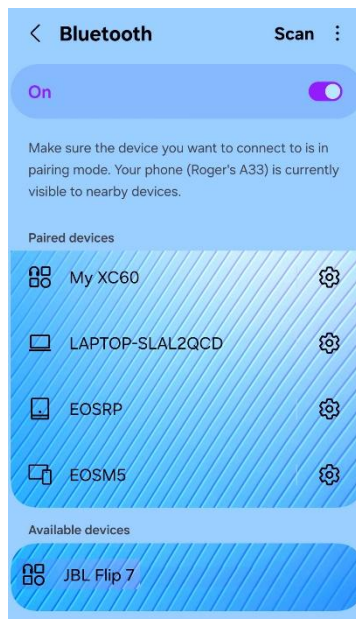 Bluetooth Scan
On
Make sure the device you want to connect to is in
pairing mode. Your phone (Roger's A33) is currently
visible to nearby devices.
Paired devices
My XC60
LAPTOP-SLAL2QCD
EOSRP
EOSM5
Available devices
JBL Flip 7